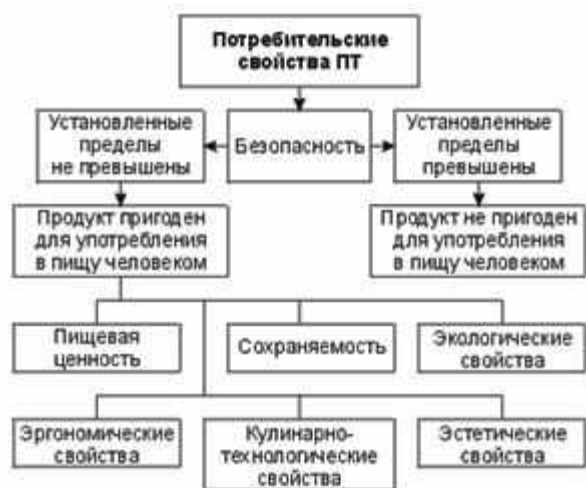 Потребительские
свойства ПТ
Установленные
пределы
не превышены
Безопасность
Установленные
пределы
превышены
Продукт пригоден
для употребления
в пищу человеком
Продукт не пригоден
для употребления
в пищу человеком
Пищевая
ценность
Сохраняемость
Экологические
свойства
Эргономические
свойства
Кулинарно-
технологические
свойства
Эстетические
свойства